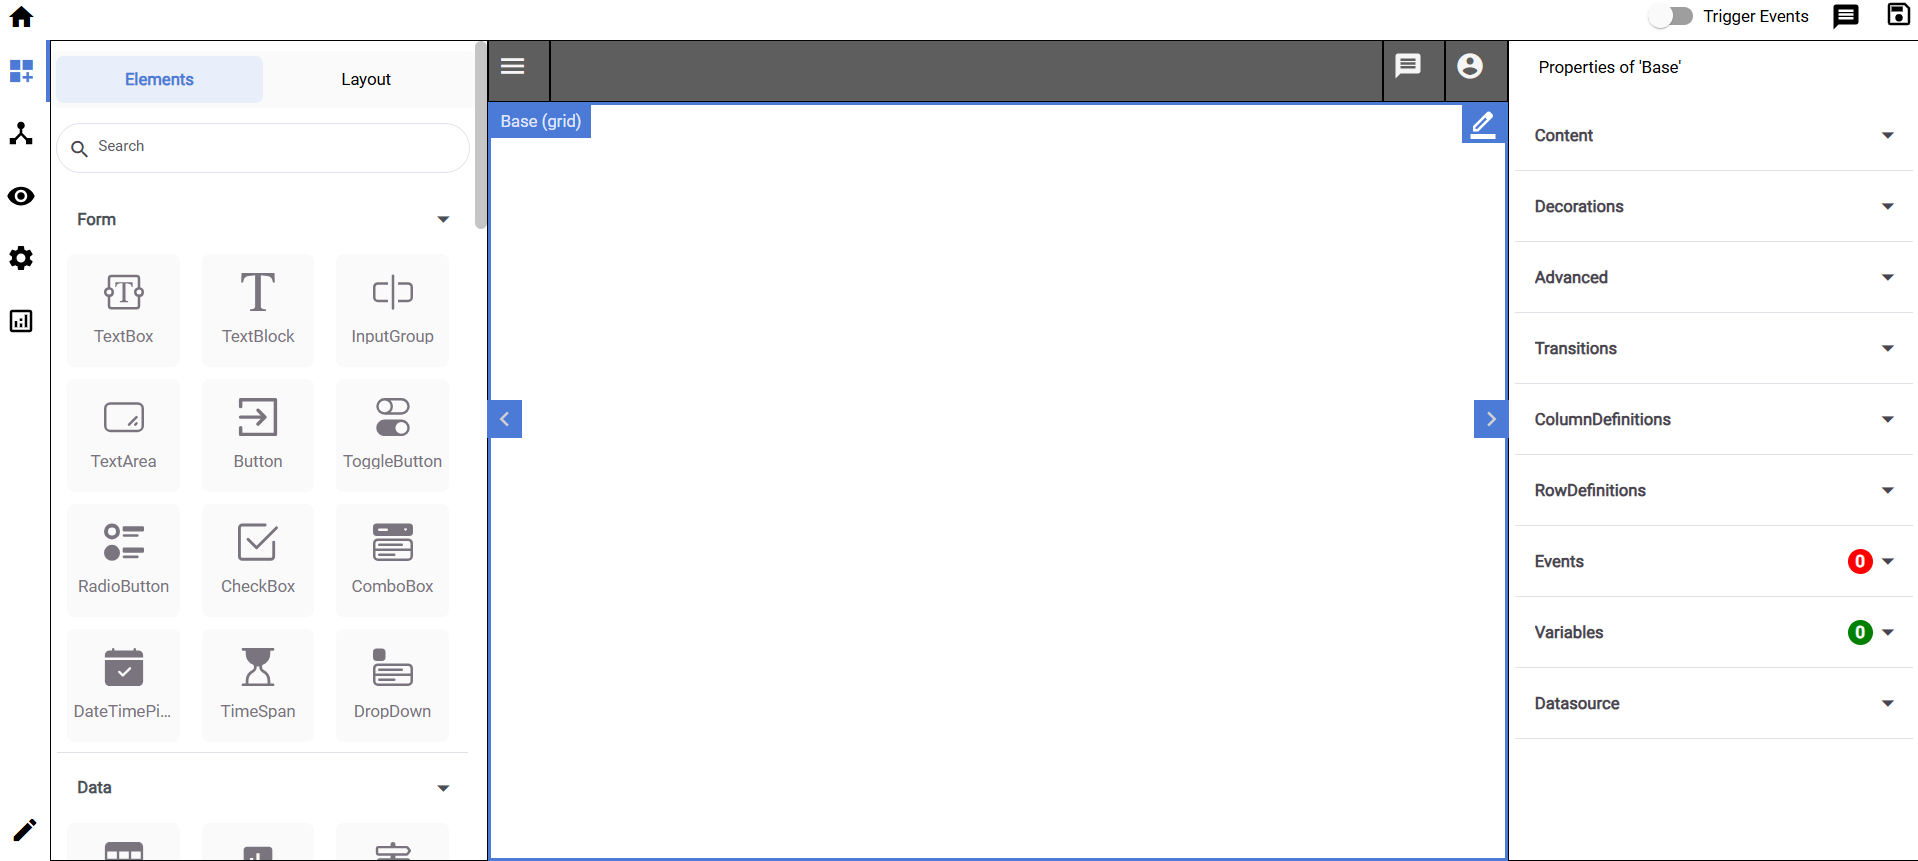 Trigger Events
Elements
Layout
Search
Form
TextBox
TextBlock
InputGroup
TextArea
Button
ToggleButton
RadioButton
CheckBox
ComboBox
DateTimePi...
TimeSpan
DropDown
Data
Base (grid)
Properties of 'Base'
Content
Decorations
Advanced
Transitions
ColumnDefinitions
RowDefinitions
Events 0
Variables 0
Datasource